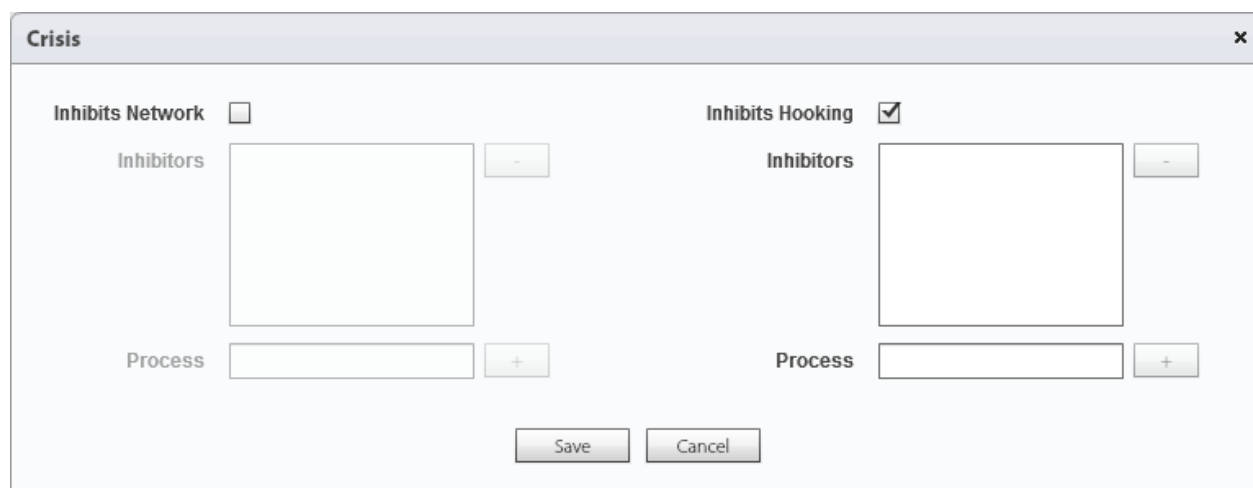 Crisis
Inhibits Network
Inhibits Hooking
Inhibitors
-
Inhibitors
-
Process
+
Process
+
Save
Cancel